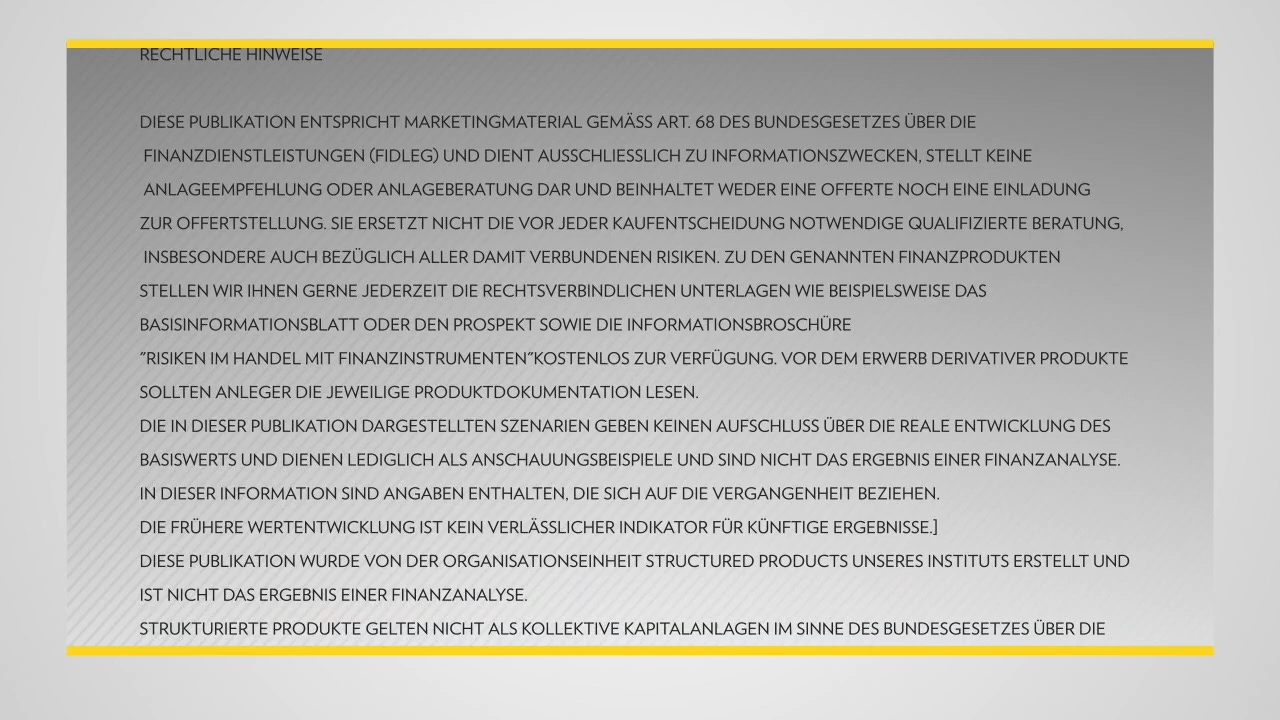 RECHTLICHE HINWEISE
DIESE PUBLIKATION ENTSPRICHT MARKETINGMATERIAL GEMÄSS ART. 68 DES BUNDESGESETZES ÜBER DIE
FINANZDIENSTLEISTUNGEN (FIDLEG) UND DIENT AUSSCHLIESSLICH ZU INFORMATIONSZWECKEN, STELLT KEINE
ANLAGEEMPFEHLUNG ODER ANLAGEBERATUNG DAR UND BEINHALTET WEDER EINE OFFERTE NOCH EINE EINLADUNG
ZUR OFFERTSTELLUNG. SIE ERSETZT NICHT DIE VOR JEDER KAUFENTSCHEIDUNG NOTWENDIGE QUALIFIZIERTE BERATUNG,
INSBESONDERE AUCH BEZÜGLICH ALLER DAMIT VERBUNDENEN RISIKEN. ZU DEN GENANNTEN FINANZPRODUKTEN
STELLEN WIR IHNEN GERNE JEDERZEIT DIE RECHTSVERBINDLICHEN UNTERLAGEN WIE BEISPIELSWEISE DAS
BASISINFORMATIONSBLATT ODER DEN PROSPEKT SOWIE DIE INFORMATIONSBROSCHÜRE
"RISIKEN IM HANDEL MIT FINANZINSTRUMENTEN"KOSTENLOS ZUR VERFÜGUNG. VOR DEM ERWERB DERIVATIVER PRODUKTE
SOLLTEN ANLEGER DIE JEWEILIGE PRODUKTDOKUMENTATION LESEN.
DIE IN DIESER PUBLIKATION DARGESTELLTEN SZENARIEN GEBEN KEINEN AUFSCHLUSS ÜBER DIE REALE ENTWICKLUNG DES
BASISWERTS UND DIENEN LEDIGLICH ALS ANSCHAUUNGSBEISPIELE UND SIND NICHT DAS ERGEBNIS EINER FINANZANALYSE.
IN DIESER INFORMATION SIND ANGABEN ENTHALTEN, DIE SICH AUF DIE VERGANGENHEIT BEZIEHEN.
DIE FRÜHERE WERTENTWICKLUNG IST KEIN VERLÄSSLICHER INDIKATOR FÜR KÜNFTIGE ERGEBNISSE.]
DIESE PUBLIKATION WURDE VON DER ORGANISATIONSEINHEIT STRUCTURED PRODUCTS UNSERES INSTITUTS ERSTELLT UND
IST NICHT DAS ERGEBNIS EINER FINANZANALYSE.
STRUKTURIERTE PRODUKTE GELTEN NICHT ALS KOLLEKTIVE KAPITALANLAGEN IM SINNE DES BUNDESGESETZES ÜBER DIE